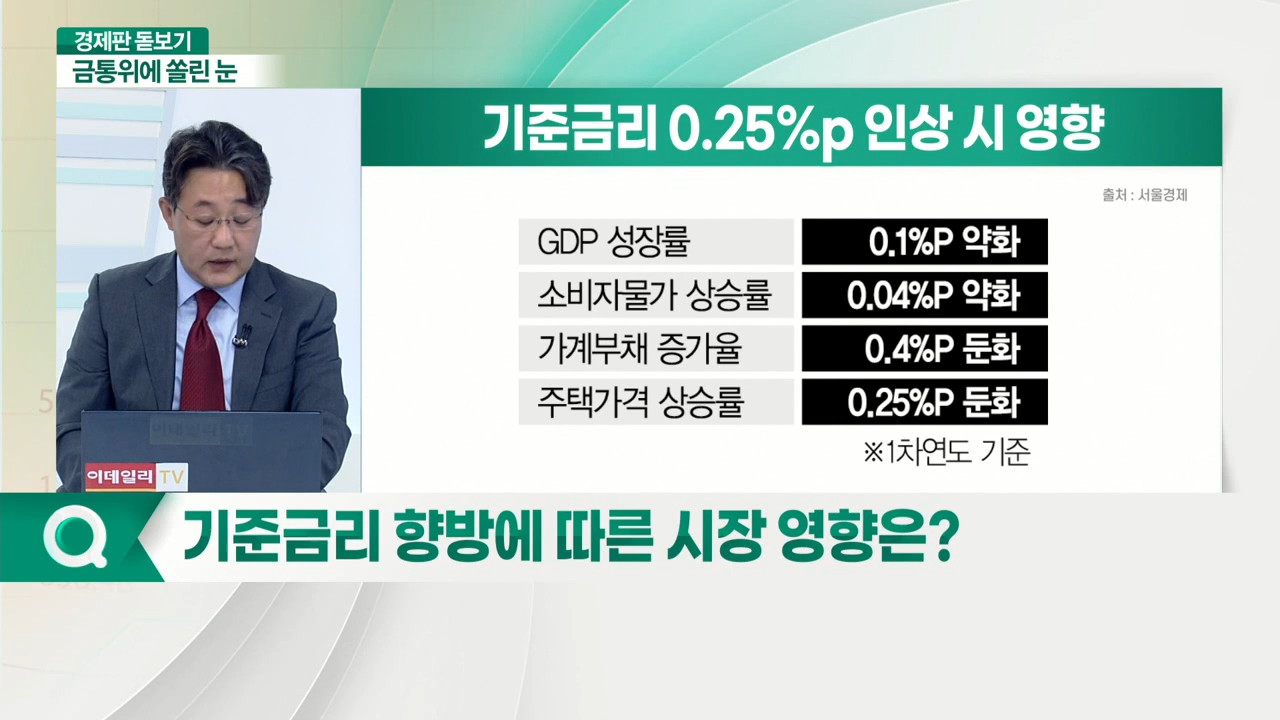 경제판 돋보기
금통위에 쏠린 눈
기준금리 0.25%p 인상 시 영향
출처 : 서울경제
GDP 성장률 0.1%P 약화
소비자물가 상승률 0.04%P 약화
가계부채 증가율 0.4%P 둔화
주택가격 상승률 0.25%P 둔화
※1차연도 기준
이데일리TV
이데일리 TV
기준금리 향방에 따른 시장 영향은?